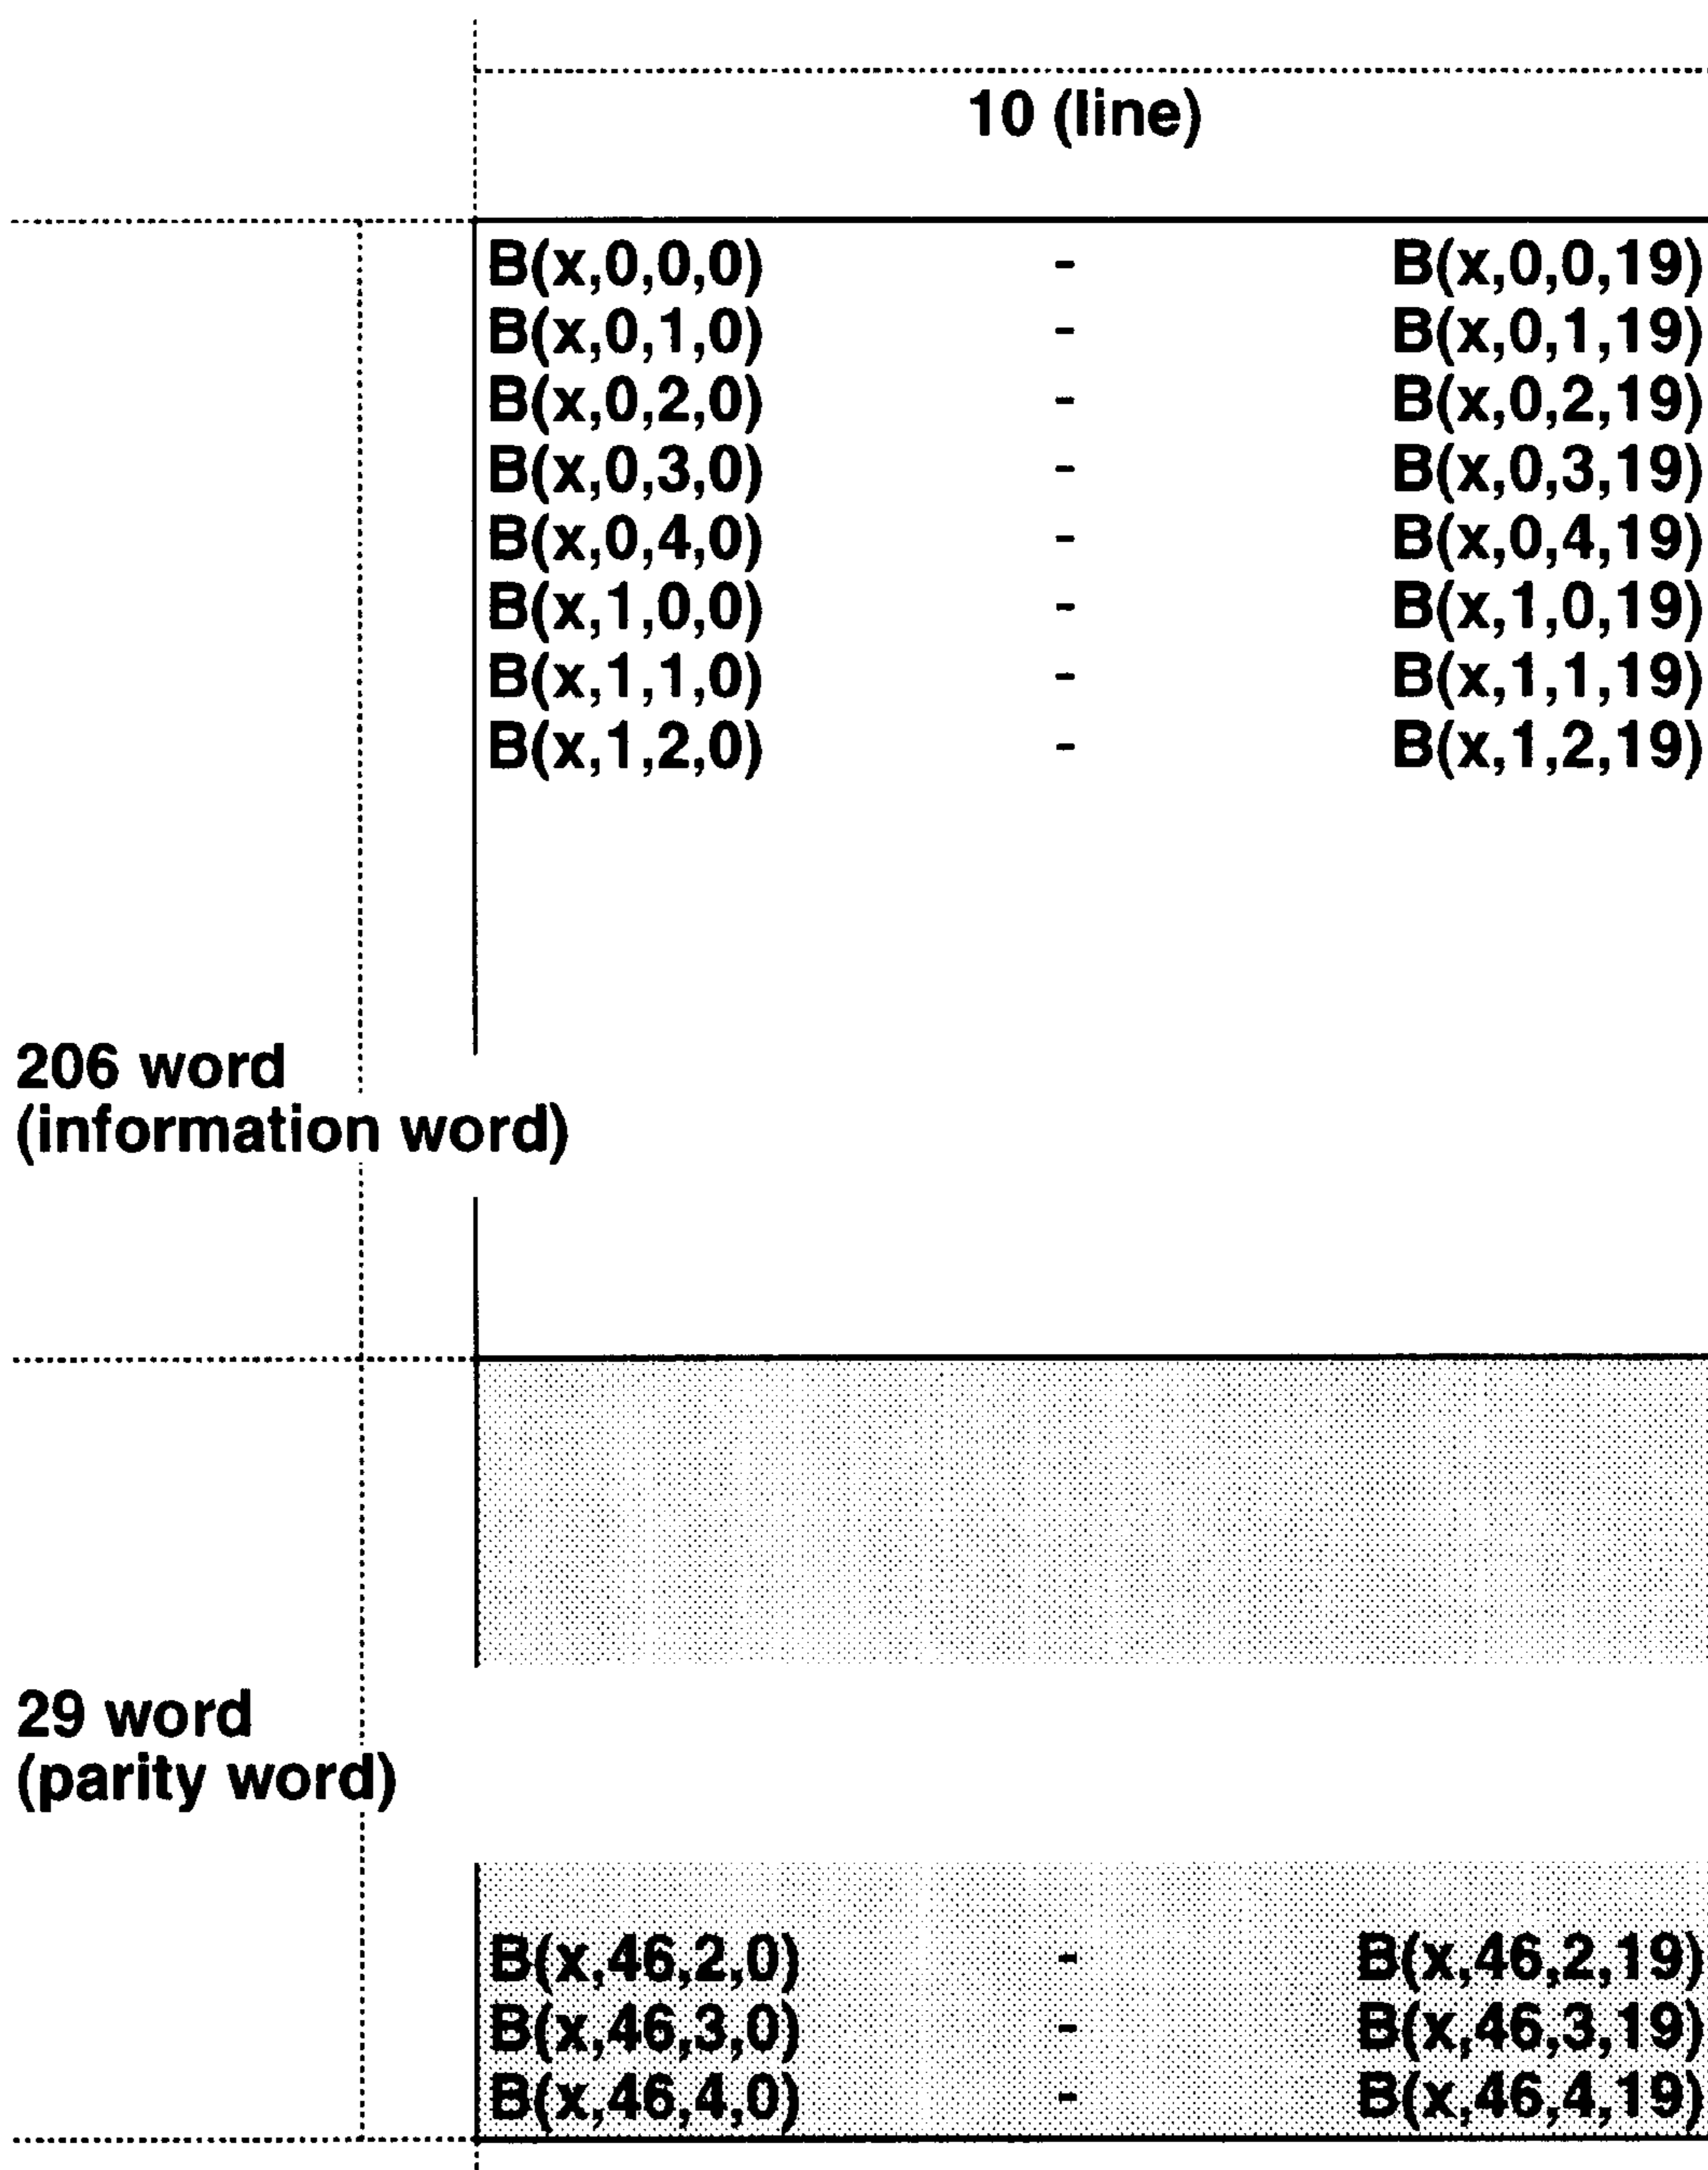 10 (line)
B(x,0,0,0) - B(x,0,0,19)
B(x,0,1,0) - B(x,0,1,19)
B(x,0,2,0) - B(x,0,2,19)
B(x,0,3,0) - B(x,0,3,19)
B(x,0,4,0) - B(x,0,4,19)
B(x,1,0,0) - B(x,1,0,19)
B(x,1,1,0) - B(x,1,1,19)
B(x,1,2,0) - B(x,1,2,19)
206 word
(information word)
29 word
(parity word)
B(x,46,2,0) - B(x,46,2,19)
B(x,46,3,0) - B(x,46,3,19)
B(x,46,4,0) - B(x,46,4,19)